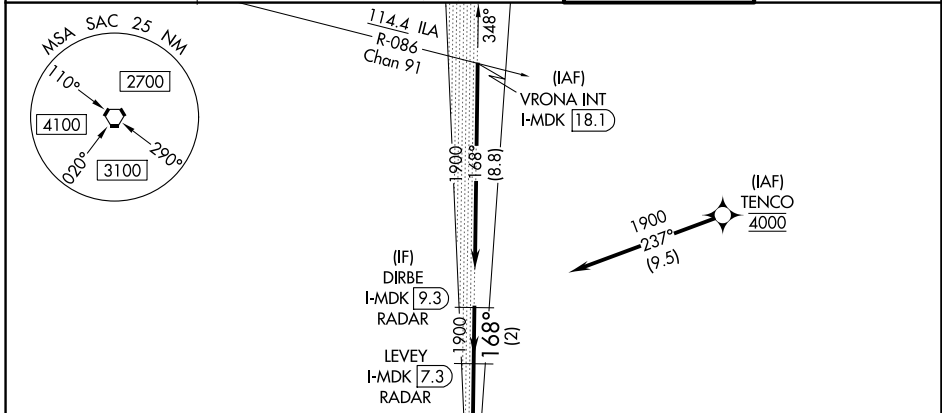 MSA SAC 25 NM
110°
2700
4100
020°
3100
290°
114.4 ILA
R-086
Chan 91
348°
(IAF)
VRONA INT
I-MDK 18.1
1900
168°
(8.8)
(IAF)
TENCO
4000
1900
237°
(9.5)
(IF)
DIRBE
I-MDK 9.3
RADAR
1900
168°
(2)
LEVEY
I-MDK 7.3
RADAR